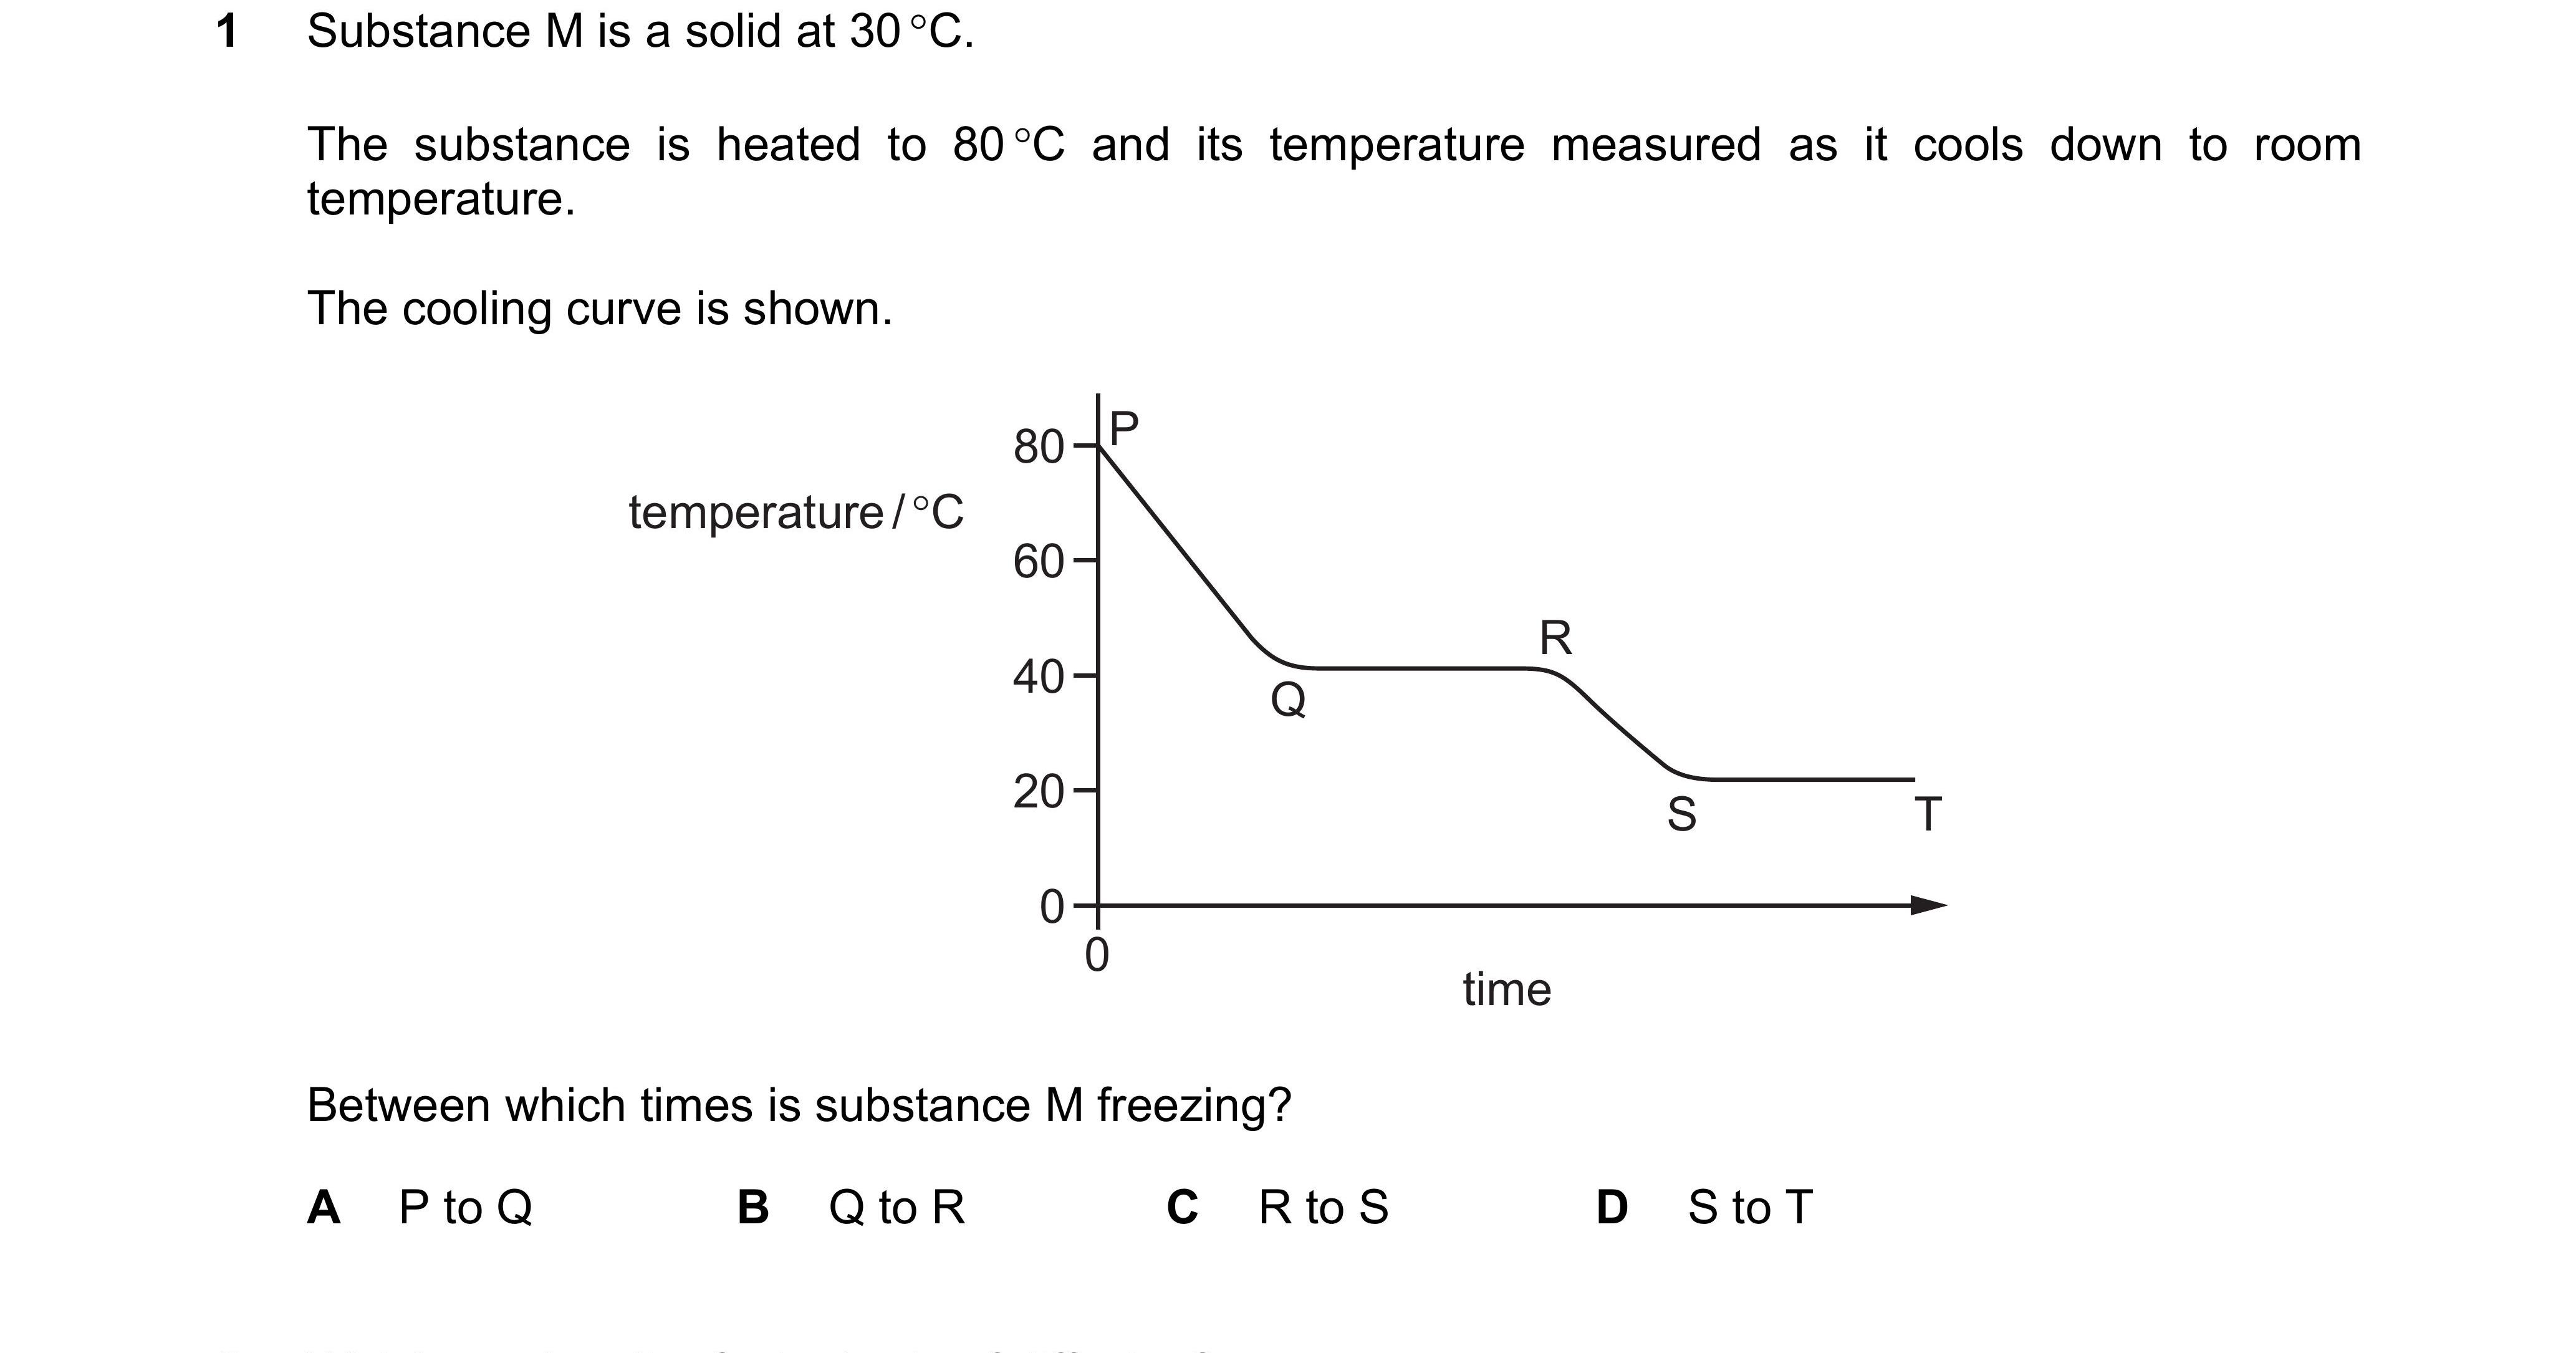 1 Substance M is a solid at 30 °C.
The substance is heated to 80 °C and its temperature measured as it cools down to room
temperature.
The cooling curve is shown.
P
80
temperature / °C
60
R
40
Q
20
S
T
0
0
time
Between which times is substance M freezing?
A P to Q B Q to R C R to S D S to T